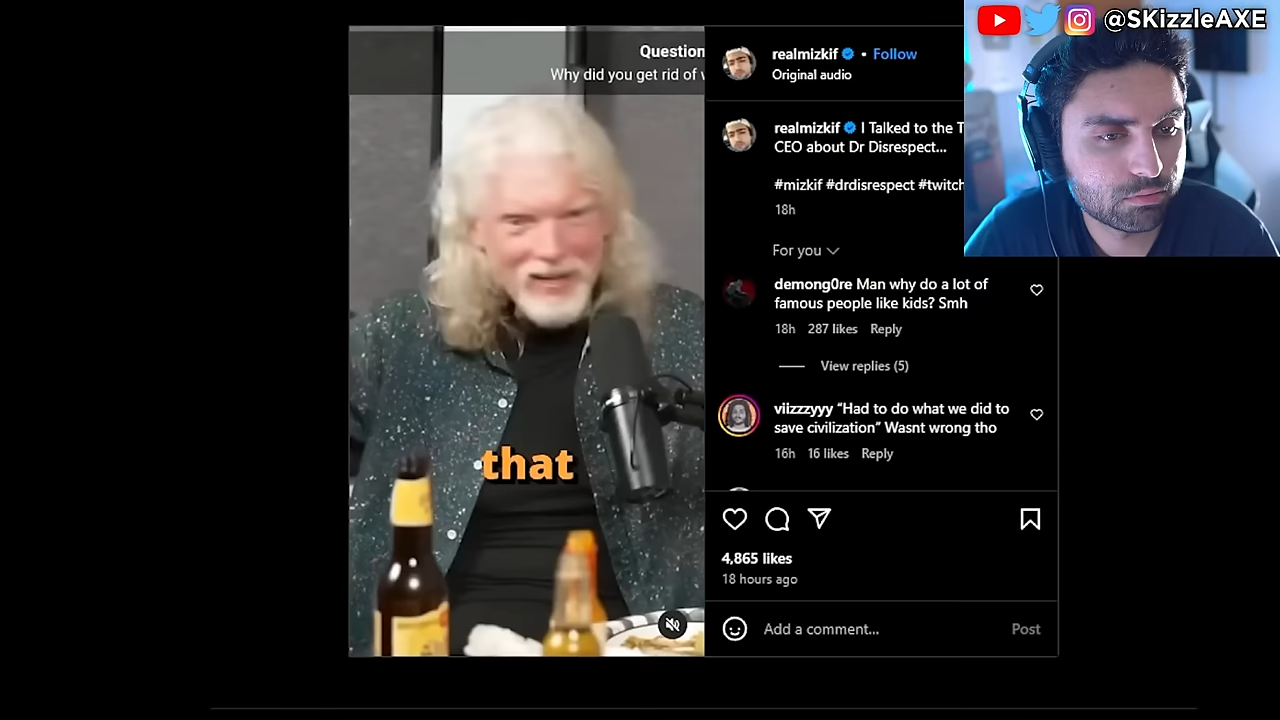 @SKizzleAXE
Question
Why did you get rid of
that
realmizkif • Follow
Original audio
realmizkif I Talked to the T
CEO about Dr Disrespect...
#mizkif #drdisrespect #twitch
18h
For you
demong0re Man why do a lot of
famous people like kids? Smh
18h 287 likes Reply
View replies (5)
viizzzyyy “Had to do what we did to
save civilization” Wasnt wrong tho
16h 16 likes Reply
4,865 likes
18 hours ago
Add a comment...
Post